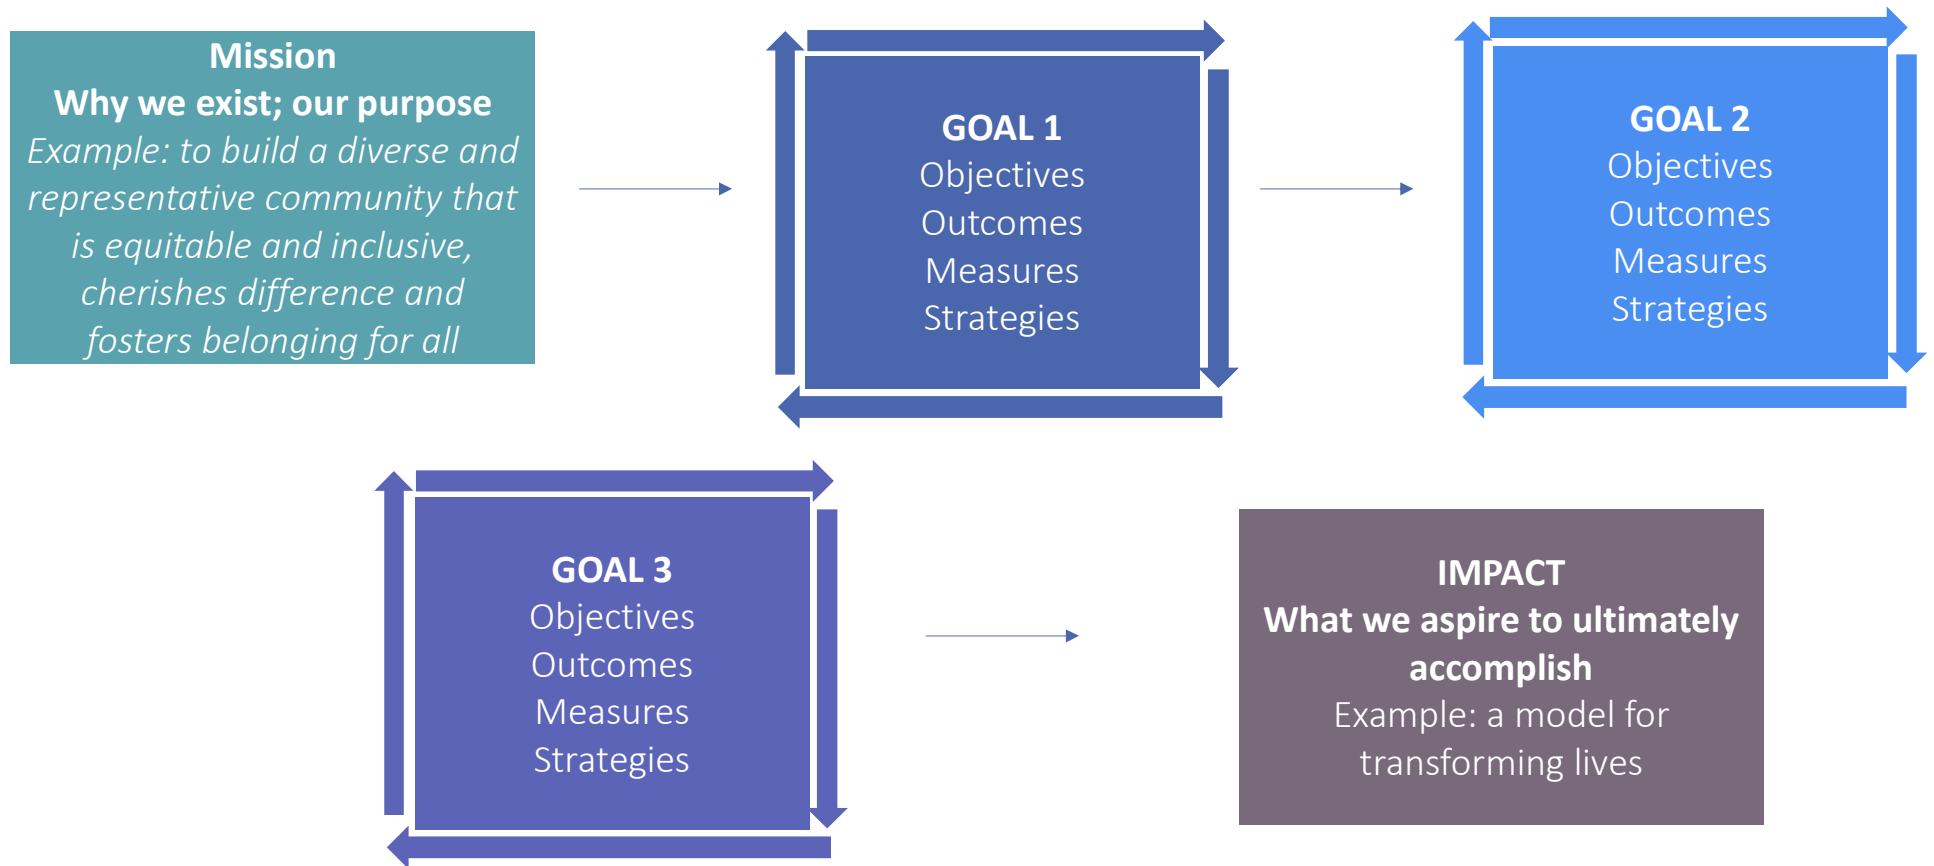 Mission
Why we exist; our purpose
Example: to build a diverse and
representative community that
is equitable and inclusive,
cherishes difference and
fosters belonging for all
GOAL 1
Objectives
Outcomes
Measures
Strategies
GOAL 2
Objectives
Outcomes
Measures
Strategies
GOAL 3
Objectives
Outcomes
Measures
Strategies
IMPACT
What we aspire to ultimately
accomplish
Example: a model for
transforming lives